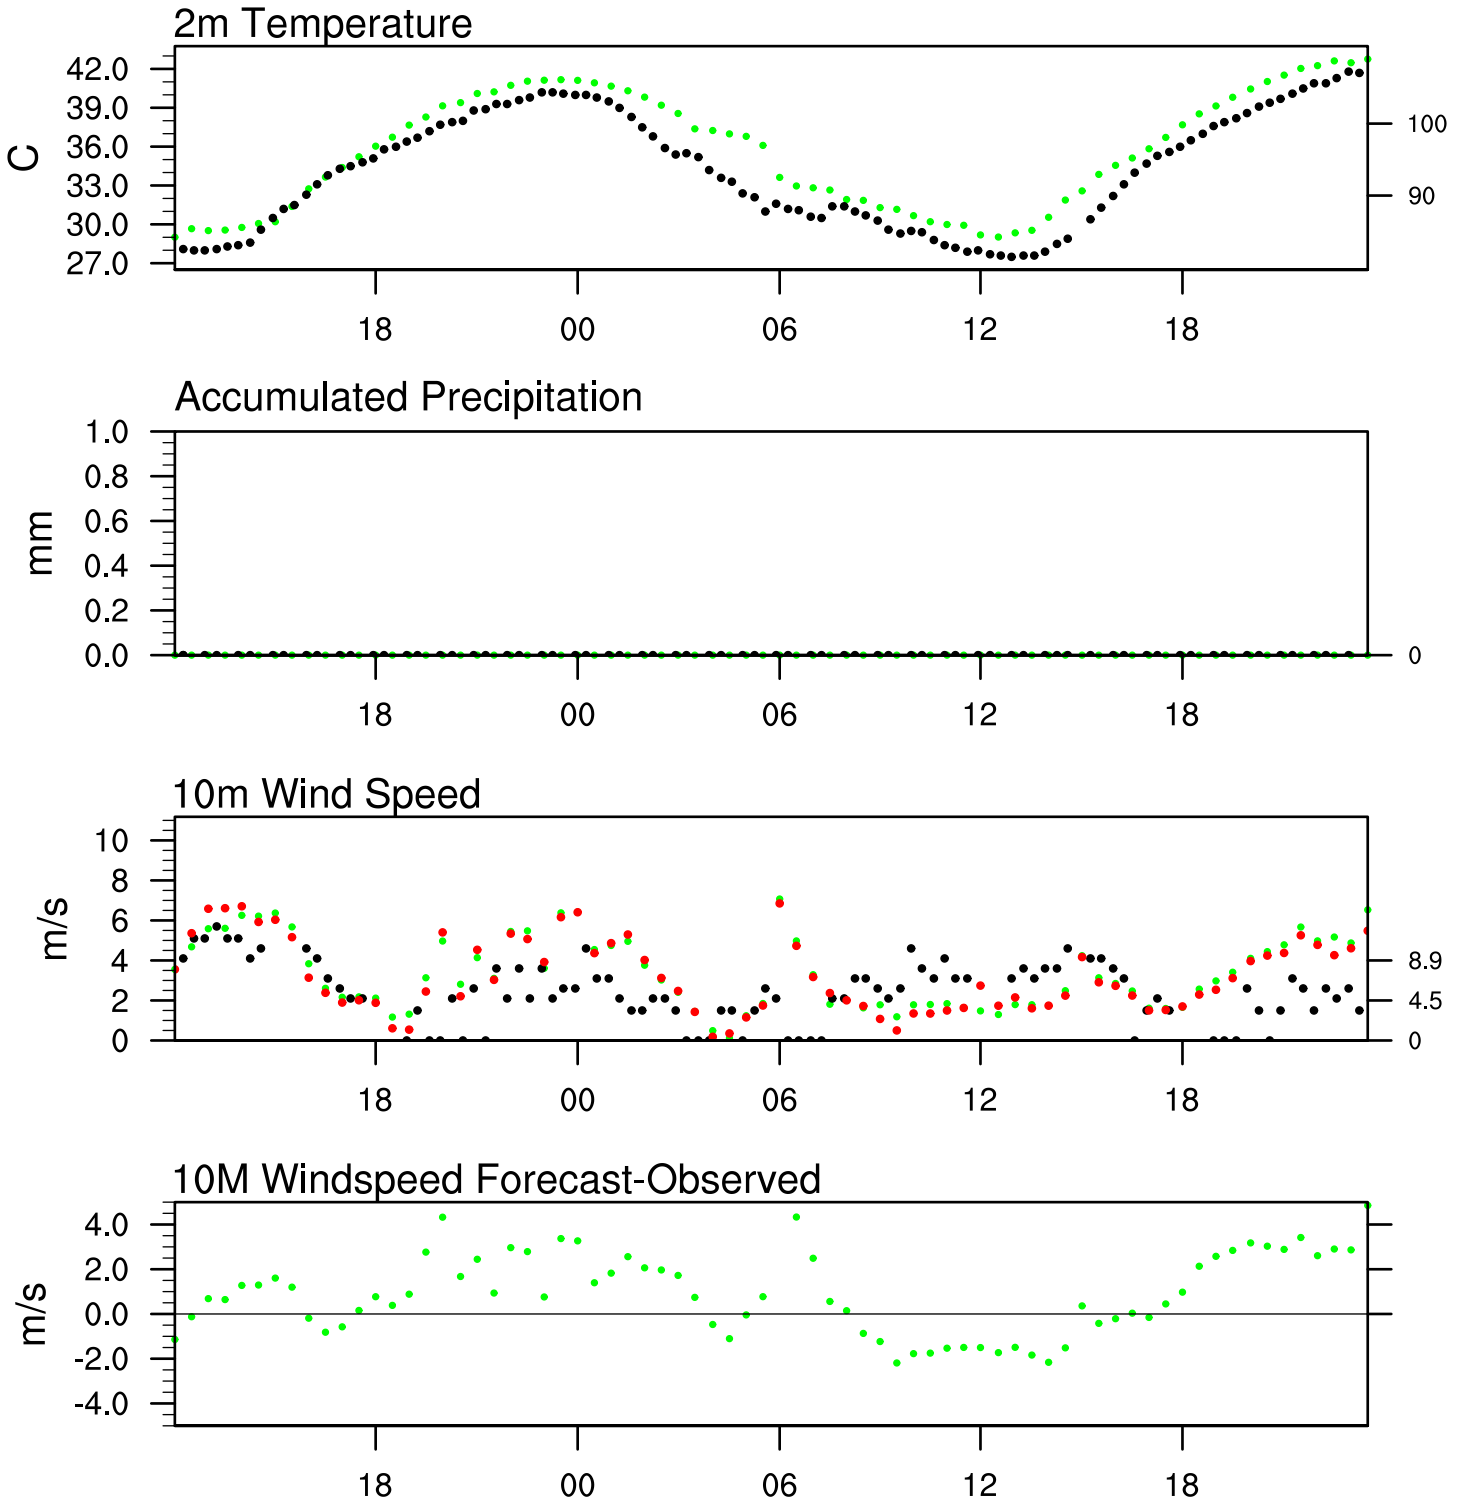 2m Temperature
42.0
39.0
36.0
33.0
30.0
27.0
C
100
90
18 00 06 12 18
Accumulated Precipitation
1.0
0.8
0.6
0.4
0.2
0.0
mm
0
18 00 06 12 18
10m Wind Speed
10
8
6
4
2
0
m/s
8.9
4.5
0
18 00 06 12 18
10M Windspeed Forecast-Observed
4.0
2.0
0.0
-2.0
-4.0
m/s
18 00 06 12 18